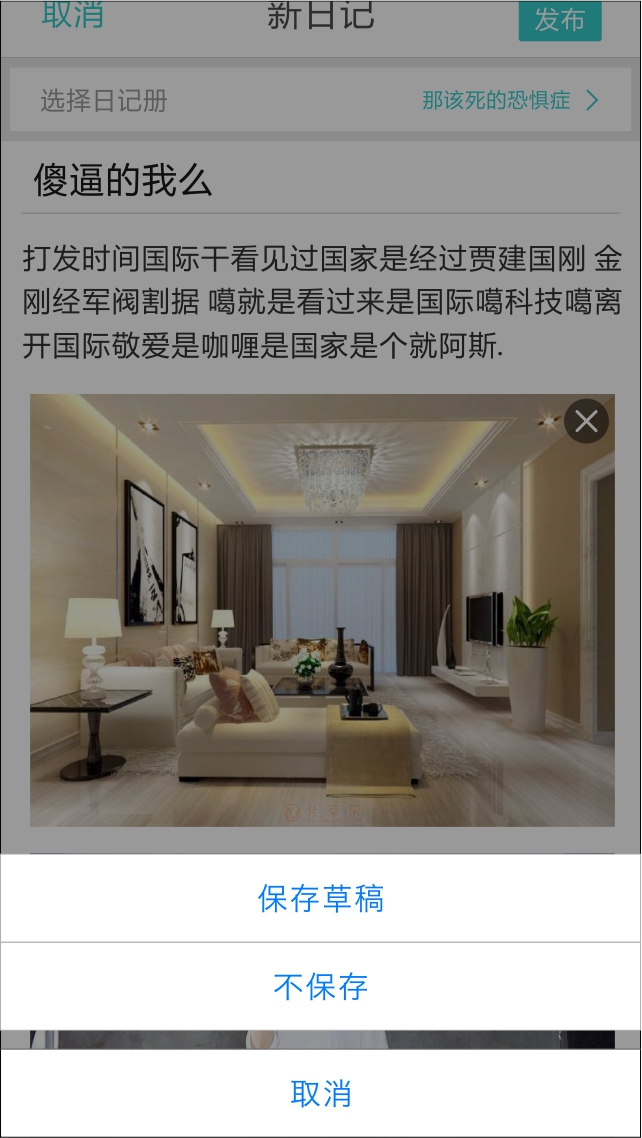 取消
新日记
发布
选择日记册
那该死的恐惧症
傻逼的我么
打发时间国际干看见过国家是经过贾建国刚 金
刚经军阀割据 噶就是看过来是国际噶科技噶离
开国际敬爱是咖喱是国家是个就阿斯.
保存草稿
不保存
取消